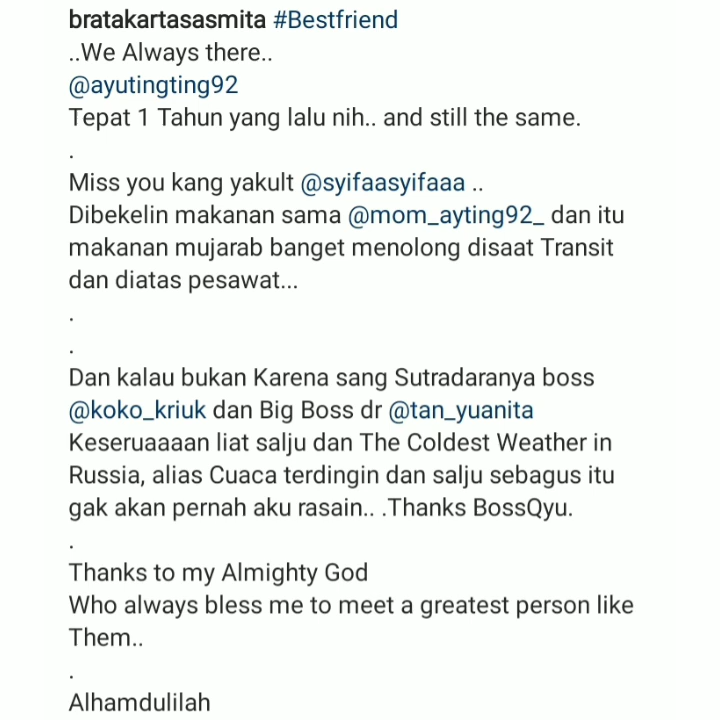 bratakartasasmita #Bestfriend
..We Always there..
@ayutingting92
Tepat 1 Tahun yang lalu nih.. and still the same.
.
Miss you kang yakult @syifaasyifaaa ..
Dibekelin makanan sama @mom_ayting92_ dan itu
makanan mujarab banget menolong disaat Transit
dan diatas pesawat...
.
.
Dan kalau bukan Karena sang Sutradaranya boss
@koko_kriuk dan Big Boss dr @tan_yuanita
Keseruaaaan liat salju dan The Coldest Weather in
Russia, alias Cuaca terdingin dan salju sebagus itu
gak akan pernah aku rasain.. .Thanks BossQyu.
.
Thanks to my Almighty God
Who always bless me to meet a greatest person like
Them..
.
Alhamdulilah